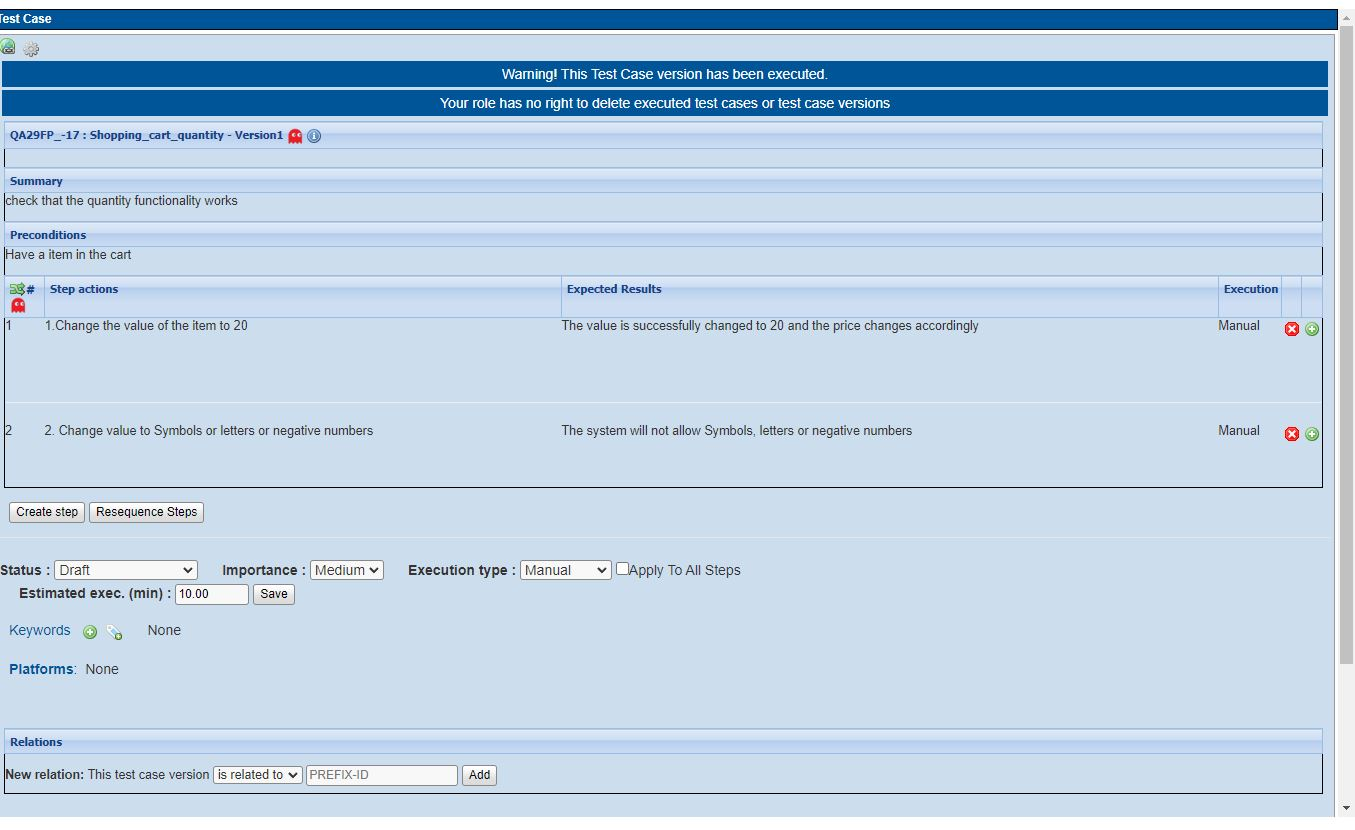 Test Case
Warning! This Test Case version has been executed.
Your role has no right to delete executed test cases or test case versions
QA29FP_-17 : Shopping_cart_quantity - Version1
Summary
check that the quantity functionality works
Preconditions
Have a item in the cart
# Step actions Expected Results Execution
1 1.Change the value of the item to 20 The value is successfully changed to 20 and the price changes accordingly Manual
2 2. Change value to Symbols or letters or negative numbers The system will not allow Symbols, letters or negative numbers Manual
Create step Resequence Steps
Status : Draft Importance : Medium Execution type : Manual Apply To All Steps
Estimated exec. (min) : 10.00 Save
Keywords None
Platforms: None
Relations
New relation: This test case version is related to PREFIX-ID Add